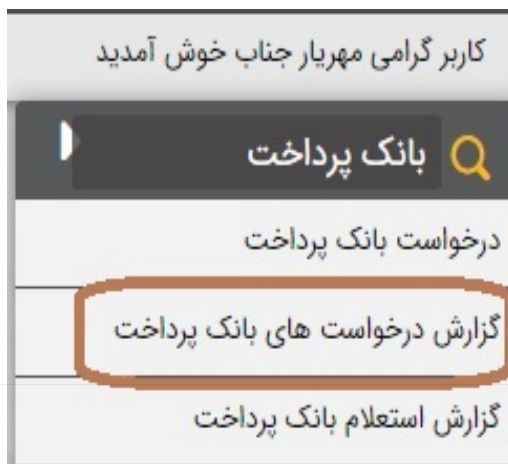 کاربر گرامی مهریار جناب خوش آمدید
بانک پرداخت
درخواست بانک پرداخت
گزارش درخواست های بانک پرداخت
گزارش استعلام بانک پرداخت